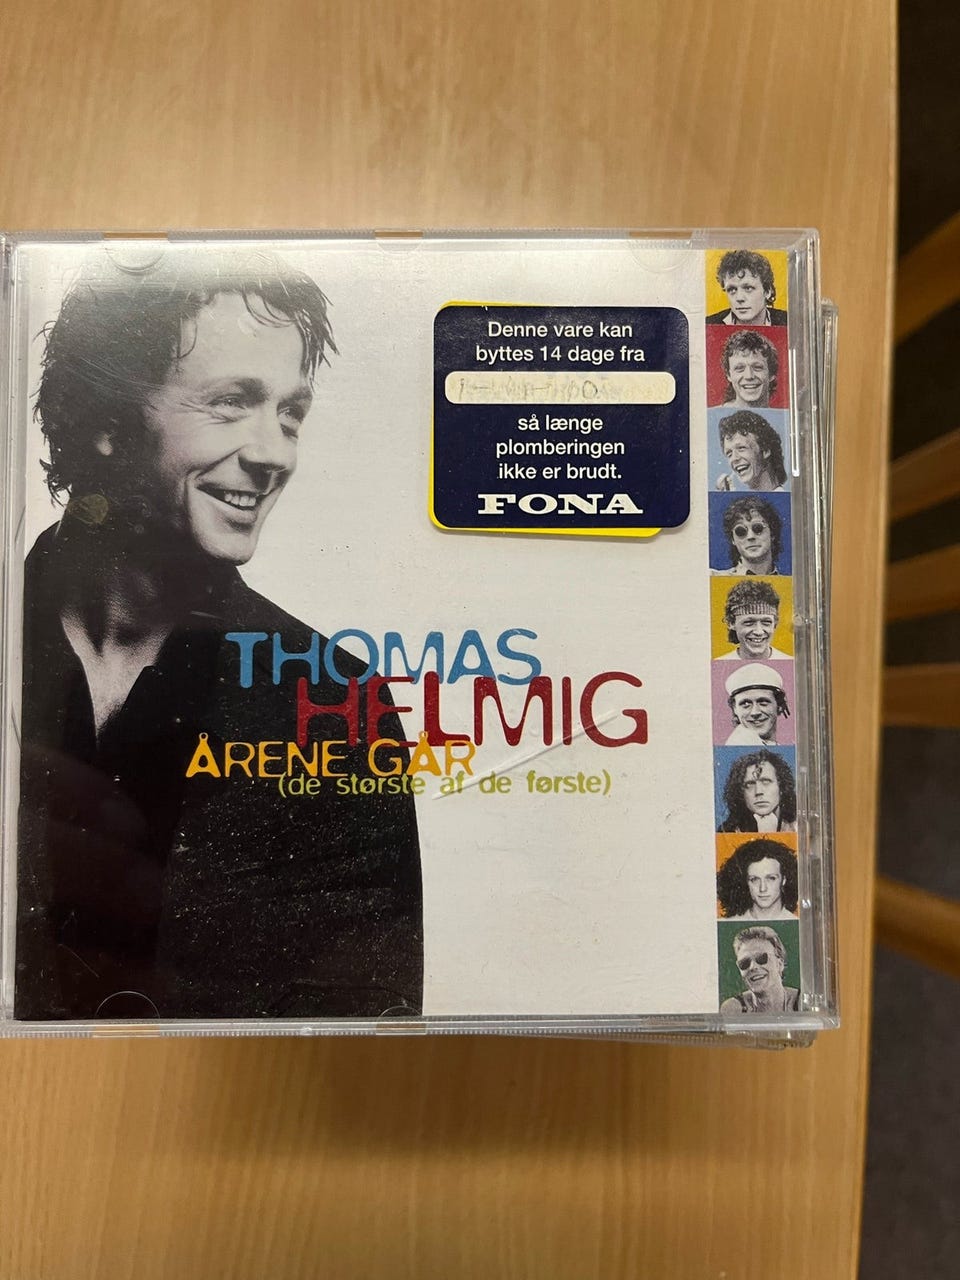 Denne vare kan
byttes 14 dage fra
så længe
plomberingen
ikke er brudt.
FONA
THOMAS
HELMIG
ÅRENE GÅR
(de største af de første)